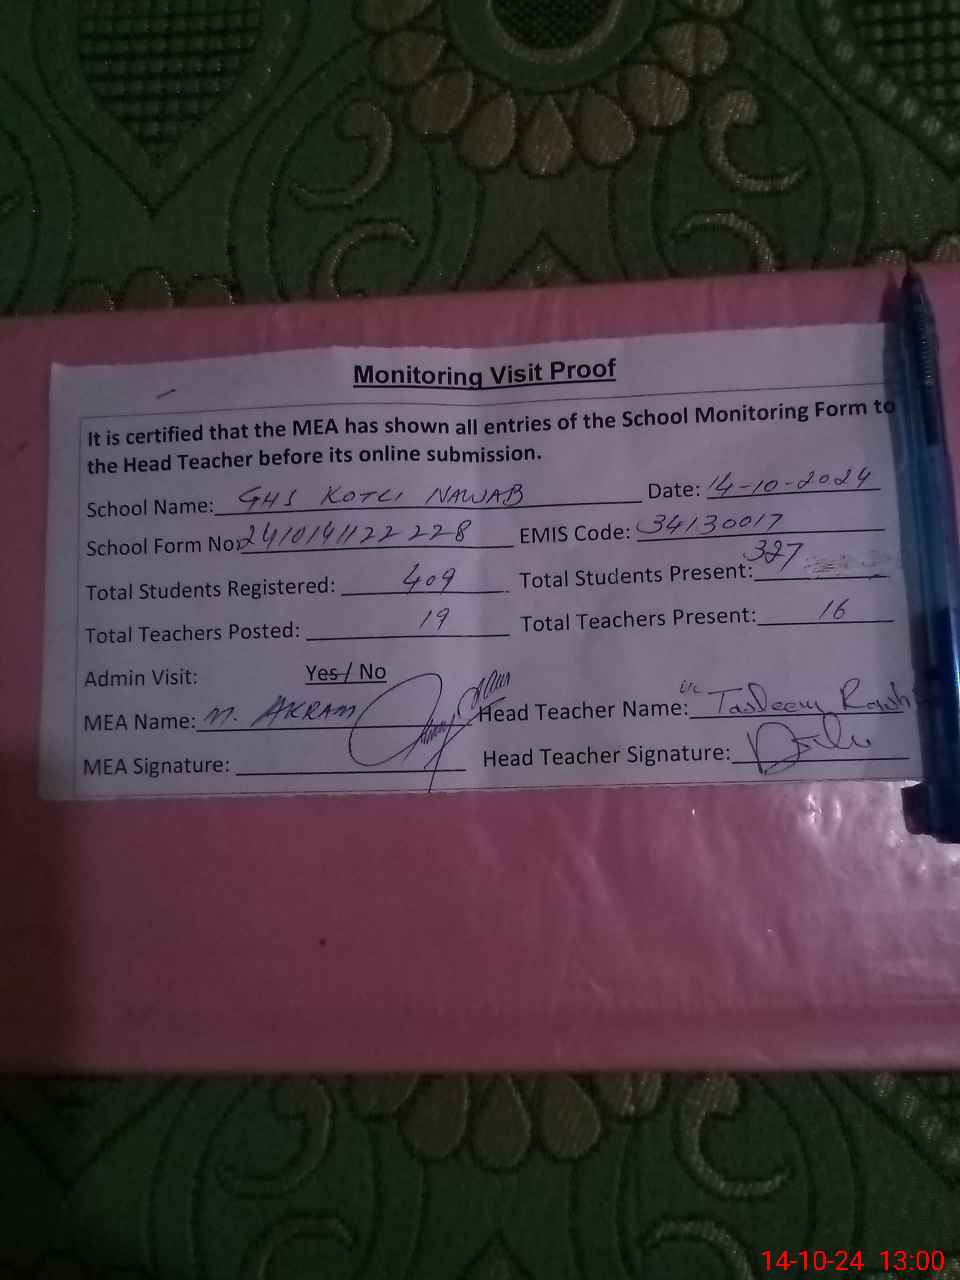 Monitoring Visit Proof
It is certified that the MEA has shown all entries of the School Monitoring Form to
the Head Teacher before its online submission.
School Name: GHS KOTLI NAWAB Date: 14-10-2024
School Form No: 241014112 2 228 EMIS Code: 34130017
Total Students Registered: 409 Total Students Present: 327
Total Teachers Posted: 19 Total Teachers Present: 16
Admin Visit: Yes / No
MEA Name: M. AKRAM Head Teacher Name: i/c Tasleem
MEA Signature: Head Teacher Signature:
14-10-24 13:00